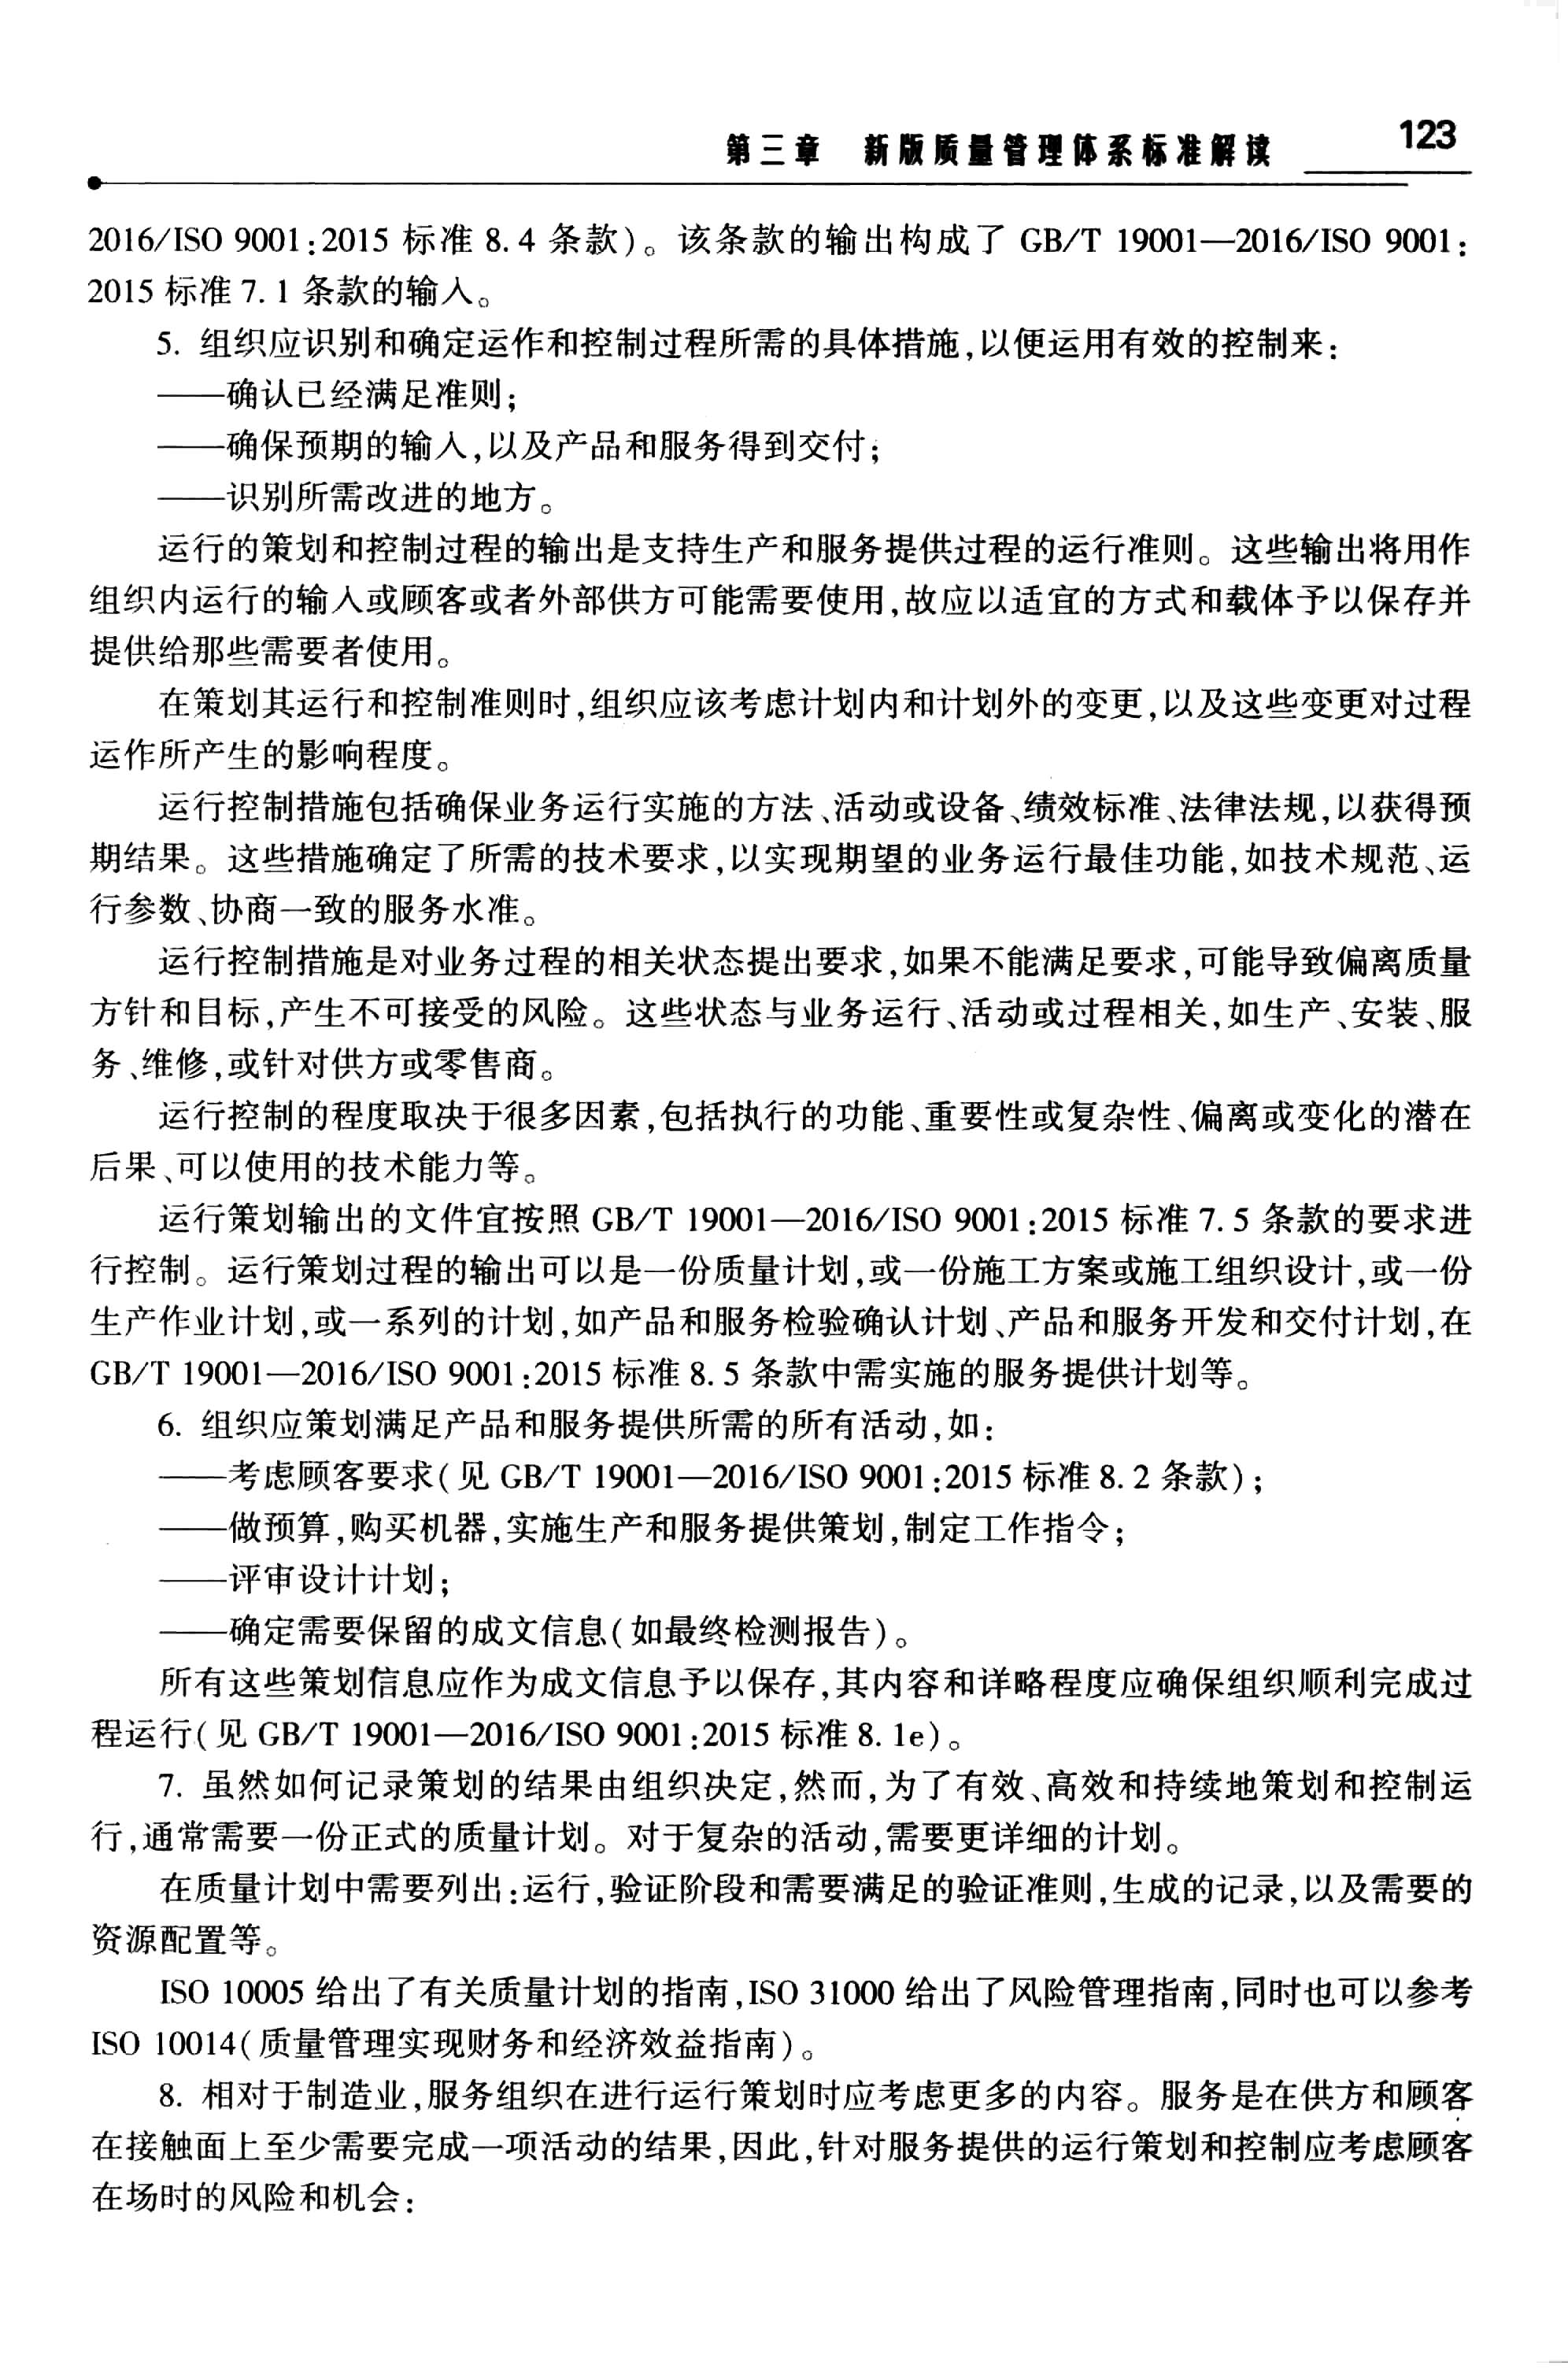 第三章 新版质量管理体系标准解读 123
2016/ISO 9001:2015 标准 8.4 条款)。该条款的输出构成了 GB/T 19001—2016/ISO 9001:
2015 标准 7.1 条款的输入。
5. 组织应识别和确定运作和控制过程所需的具体措施,以便运用有效的控制来:
——确认已经满足准则;
——确保预期的输入,以及产品和服务得到交付;
——识别所需改进的地方。
运行的策划和控制过程的输出是支持生产和服务提供过程的运行准则。这些输出将用作
组织内运行的输入或顾客或者外部供方可能需要使用,故应以适宜的方式和载体予以保存并
提供给那些需要者使用。
在策划其运行和控制准则时,组织应该考虑计划内和计划外的变更,以及这些变更对过程
运作所产生的影响程度。
运行控制措施包括确保业务运行实施的方法、活动或设备、绩效标准、法律法规,以获得预
期结果。这些措施确定了所需的技术要求,以实现期望的业务运行最佳功能,如技术规范、运
行参数、协商一致的服务水准。
运行控制措施是对业务过程的相关状态提出要求,如果不能满足要求,可能导致偏离质量
方针和目标,产生不可接受的风险。这些状态与业务运行、活动或过程相关,如生产、安装、服
务、维修,或针对供方或零售商。
运行控制的程度取决于很多因素,包括执行的功能、重要性或复杂性、偏离或变化的潜在
后果、可以使用的技术能力等。
运行策划输出的文件宜按照 GB/T 19001—2016/ISO 9001:2015 标准 7.5 条款的要求进
行控制。运行策划过程的输出可以是一份质量计划,或一份施工方案或施工组织设计,或一份
生产作业计划,或一系列的计划,如产品和服务检验确认计划、产品和服务开发和交付计划,在
GB/T 19001—2016/ISO 9001:2015 标准 8.5 条款中需实施的服务提供计划等。
6. 组织应策划满足产品和服务提供所需的所有活动,如:
——考虑顾客要求(见 GB/T 19001—2016/ISO 9001:2015 标准 8.2 条款);
——做预算,购买机器,实施生产和服务提供策划,制定工作指令;
——评审设计计划;
——确定需要保留的成文信息(如最终检测报告)。
所有这些策划信息应作为成文信息予以保存,其内容和详略程度应确保组织顺利完成过
程运行(见 GB/T 19001—2016/ISO 9001:2015 标准 8.1e)。
7. 虽然如何记录策划的结果由组织决定,然而,为了有效、高效和持续地策划和控制运
行,通常需要一份正式的质量计划。对于复杂的活动,需要更详细的计划。
在质量计划中需要列出:运行,验证阶段和需要满足的验证准则,生成的记录,以及需要的
资源配置等。
ISO 10005 给出了有关质量计划的指南,ISO 31000 给出了风险管理指南,同时也可以参考
ISO 10014(质量管理实现财务和经济效益指南)。
8. 相对于制造业,服务组织在进行运行策划时应考虑更多的内容。服务是在供方和顾客
在接触面上至少需要完成一项活动的结果,因此,针对服务提供的运行策划和控制应考虑顾客
在场时的风险和机会: